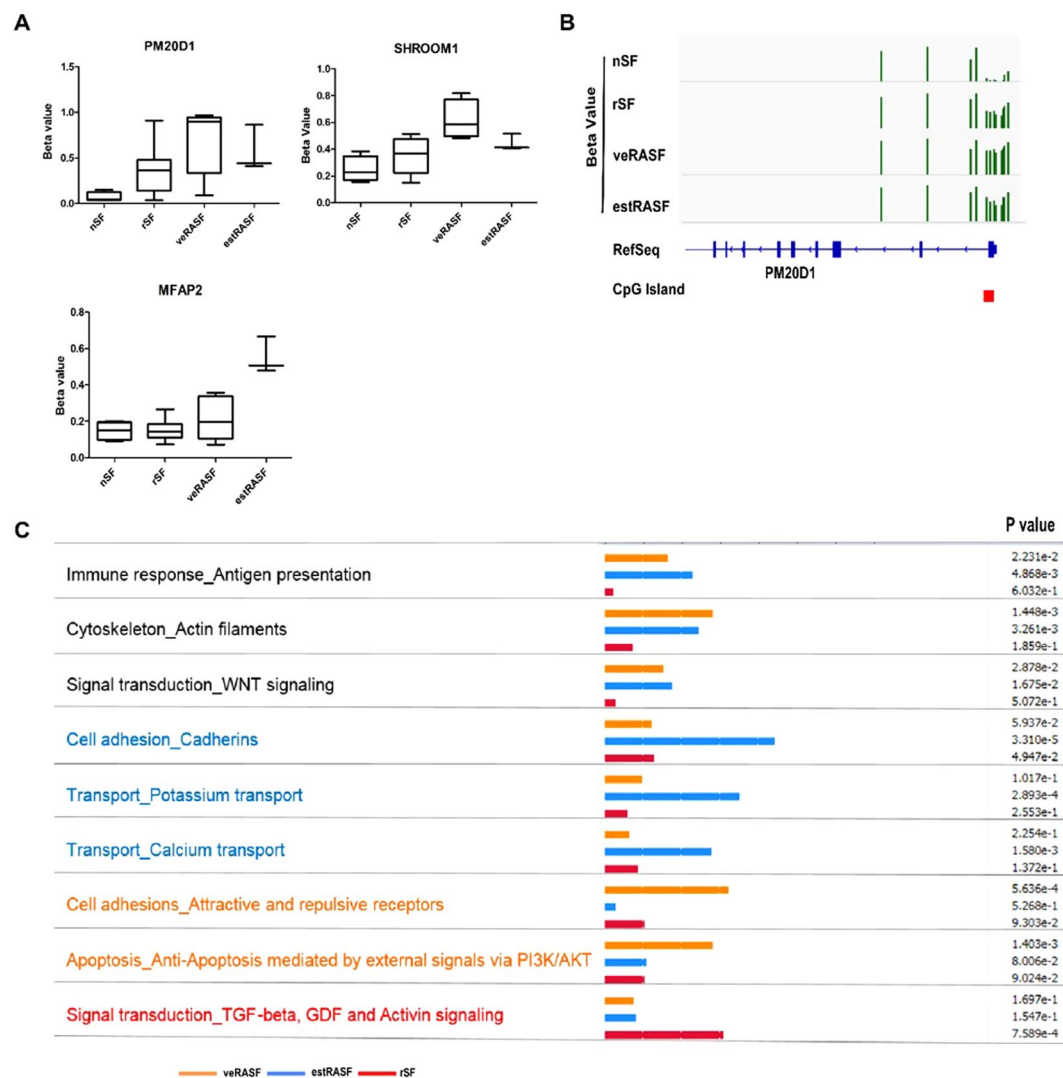 A
PM20D1
Beta value
1.5
1.0
0.5
0.0
nSF
rSF
veRASF
estRASF
SHROOM1
Beta Value
1.0
0.8
0.6
0.4
0.2
0.0
nSF
rSF
veRASF
estRASF
MFAP2
Beta value
0.8
0.6
0.4
0.2
0.0
nSF
rSF
veRASF
estRASF
B
Beta Value
nSF
rSF
veRASF
estRASF
RefSeq
PM20D1
CpG Island
C
P value
Immune response_Antigen presentation
2.231e-2
4.868e-3
6.032e-1
Cytoskeleton_Actin filaments
1.448e-3
3.261e-3
1.859e-1
Signal transduction_WNT signaling
2.878e-2
1.675e-2
5.072e-1
Cell adhesion_Cadherins
5.937e-2
3.310e-5
4.947e-2
Transport_Potassium transport
1.017e-1
2.893e-4
2.553e-1
Transport_Calcium transport
2.254e-1
1.580e-3
1.372e-1
Cell adhesions_Attractive and repulsive receptors
5.636e-4
5.268e-1
9.303e-2
Apoptosis_Anti-Apoptosis mediated by external signals via PI3K/AKT
1.403e-3
8.006e-2
9.024e-2
Signal transduction_TGF-beta, GDF and Activin signaling
1.697e-1
1.547e-1
7.589e-4
veRASF estRASF rSF